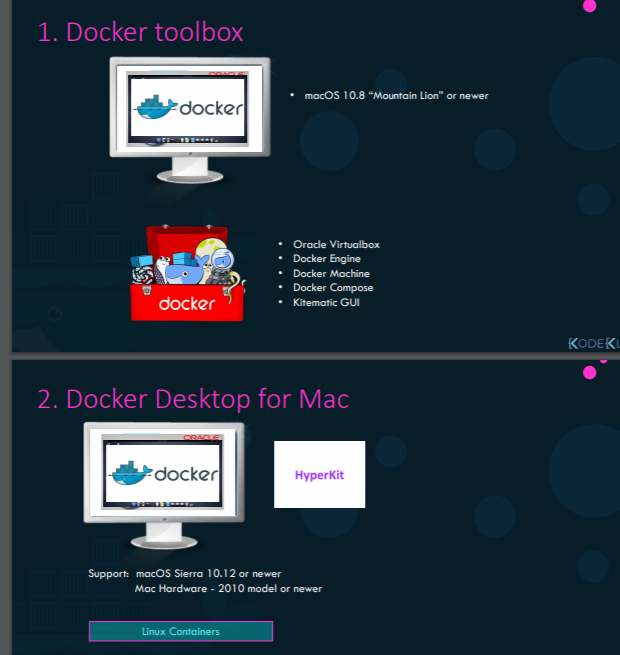 1. Docker toolbox
ORACLE
docker
• macOS 10.8 “Mountain Lion” or newer
• Oracle Virtualbox
• Docker Engine
• Docker Machine
• Docker Compose
• Kitematic GUI
docker
KODEKL
2. Docker Desktop for Mac
ORACLE
docker
HyperKit
Support: macOS Sierra 10.12 or newer
Mac Hardware - 2010 model or newer
Linux Containers